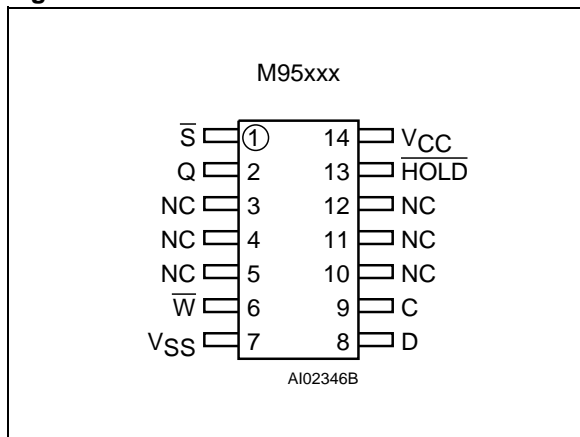 M95xxx
S̅ ① 14 VCC
Q 2 13 H̅O̅L̅D̅
NC 3 12 NC
NC 4 11 NC
NC 5 10 NC
W̅ 6 9 C
VSS 7 8 D
AI02346B